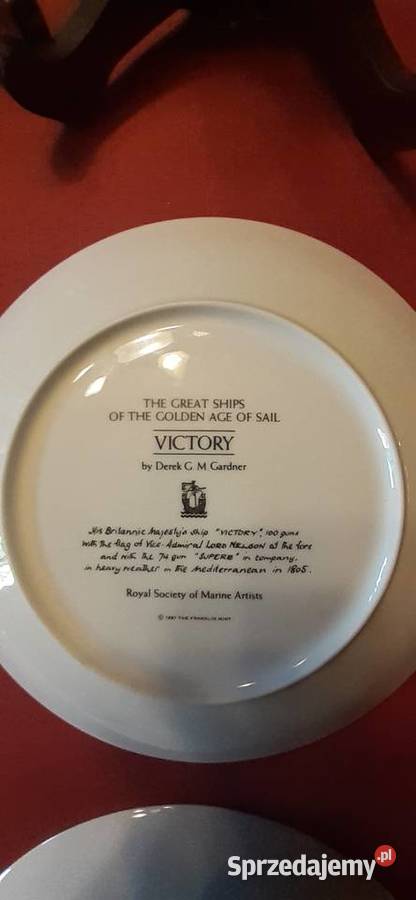 THE GREAT SHIPS
OF THE GOLDEN AGE OF SAIL
VICTORY
by Derek G. M. Gardner
His Britannic Majesty's Ship "VICTORY", 100 guns
with the flag of Vice-Admiral LORD NELSON at the fore
and with the 74 gun "SUPERB" in company,
in heavy weather in the Mediterranean in 1805.
Royal Society of Marine Artists
© 1987 THE FRANKLIN MINT
Sprzedajemy.pl